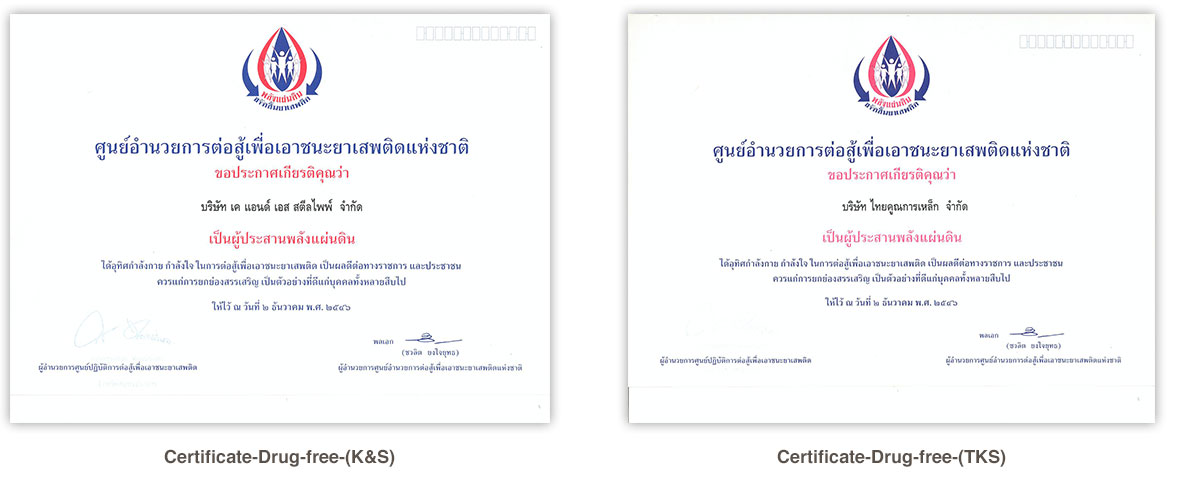 พลังแผ่นดิน
ขจัดสิ้นยาเสพติด
ศูนย์อำนวยการต่อสู้เพื่อเอาชนะยาเสพติดแห่งชาติ
ขอประกาศเกียรติคุณว่า
บริษัท เค แอนด์ เอส สตีลไพพ์ จำกัด
เป็นผู้ประสานพลังแผ่นดิน
ได้อุทิศกำลังกาย กำลังใจ ในการต่อสู้เพื่อเอาชนะยาเสพติด เป็นผลดีต่อทางราชการ และประชาชน
ควรแก่การยกย่องสรรเสริญ เป็นตัวอย่างที่ดีแก่บุคคลทั้งหลายสืบไป
ให้ไว้ ณ วันที่ ๒ ธันวาคม พ.ศ. ๒๕๔๖
พลเอก
(ชวลิต ยงใจยุทธ)
ผู้อำนวยการศูนย์ปฏิบัติการต่อสู้เพื่อเอาชนะยาเสพติด
ผู้อำนวยการศูนย์อำนวยการต่อสู้เพื่อเอาชนะยาเสพติดแห่งชาติ
Certificate-Drug-free-(K&S)
พลังแผ่นดิน
ขจัดสิ้นยาเสพติด
ศูนย์อำนวยการต่อสู้เพื่อเอาชนะยาเสพติดแห่งชาติ
ขอประกาศเกียรติคุณว่า
บริษัท ไทยคูณการเหล็ก จำกัด
เป็นผู้ประสานพลังแผ่นดิน
ได้อุทิศกำลังกาย กำลังใจ ในการต่อสู้เพื่อเอาชนะยาเสพติด เป็นผลดีต่อทางราชการ และประชาชน
ควรแก่การยกย่องสรรเสริญ เป็นตัวอย่างที่ดีแก่บุคคลทั้งหลายสืบไป
ให้ไว้ ณ วันที่ ๒ ธันวาคม พ.ศ. ๒๕๔๖
พลเอก
(ชวลิต ยงใจยุทธ)
ผู้อำนวยการศูนย์ปฏิบัติการต่อสู้เพื่อเอาชนะยาเสพติด
ผู้อำนวยการศูนย์อำนวยการต่อสู้เพื่อเอาชนะยาเสพติดแห่งชาติ
Certificate-Drug-free-(TKS)